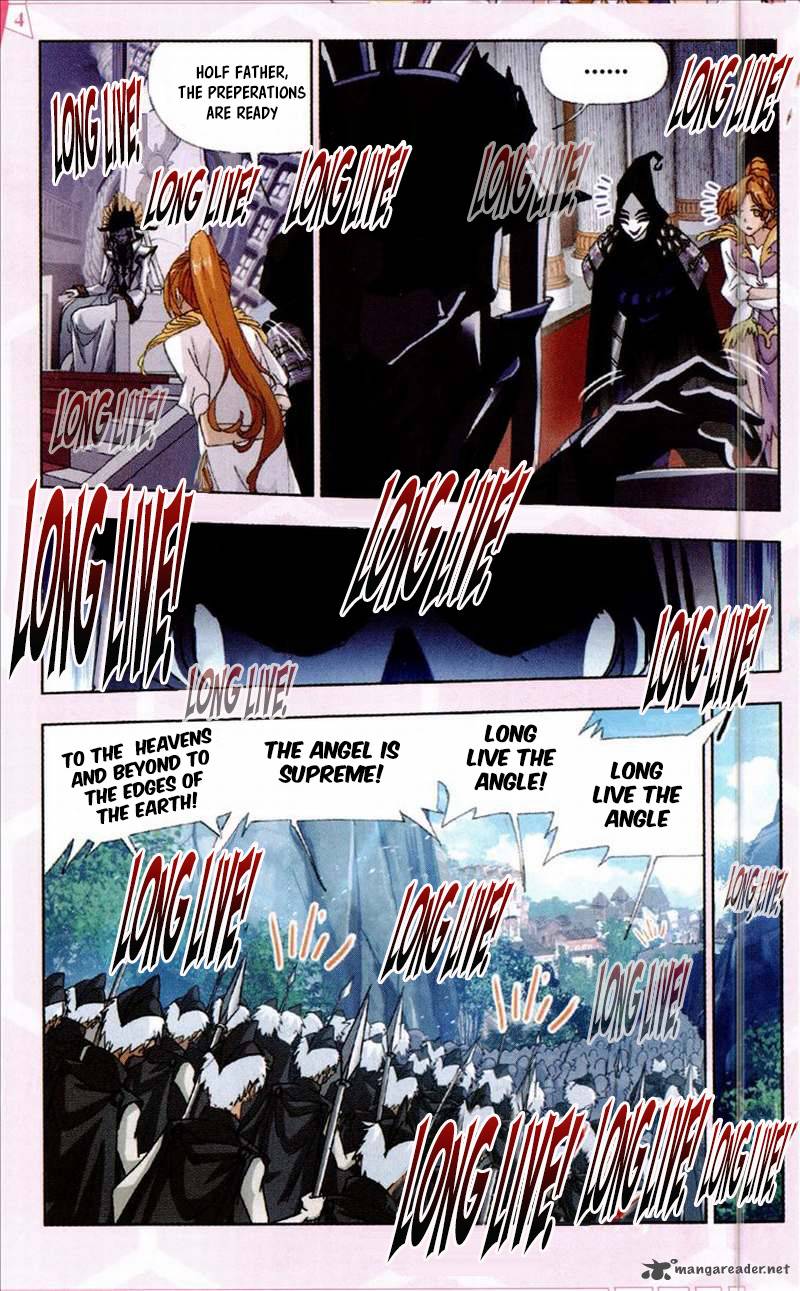 4
HOLF FATHER,
THE PREPERATIONS
ARE READY
......
LONG LIVE!
LONG LIVE!
LONG LIVE!
LONG LIVE!
LONG LIVE!
LONG LIVE!
LONG LIVE!
LONG LIVE!
LONG LIVE!
LONG LIVE!
TO THE HEAVENS
AND BEYOND TO
THE EDGES OF
THE EARTH!
THE ANGEL IS
SUPREME!
LONG
LIVE THE
ANGLE!
LONG
LIVE THE
ANGLE
LONG LIVE!
LONG LIVE!
LONG LIVE!
LONG LIVE!
LONG LIVE!
LONG LIVE!
LONG LIVE!
mangareader.net